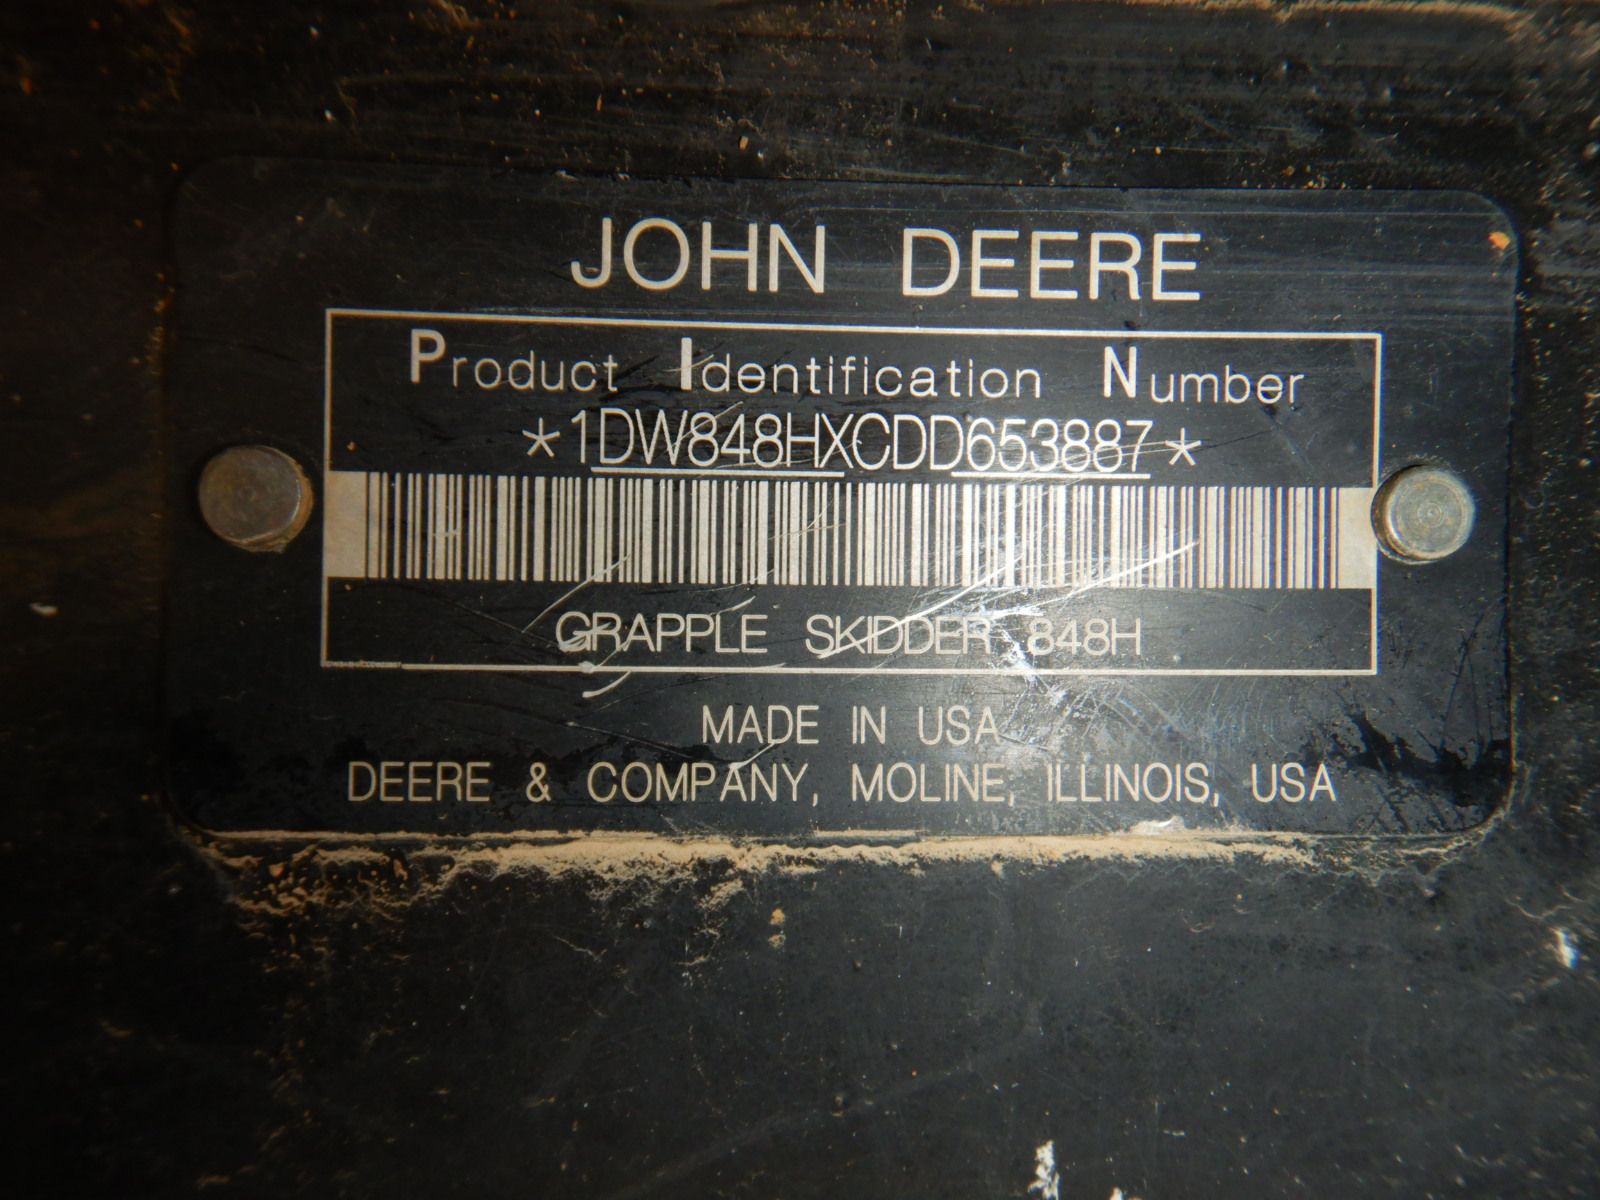 JOHN DEERE
Product Identification Number
*1DW848HXCDD653887*
GRAPPLE SKIDDER 848H
MADE IN USA
DEERE & COMPANY, MOLINE, ILLINOIS, USA